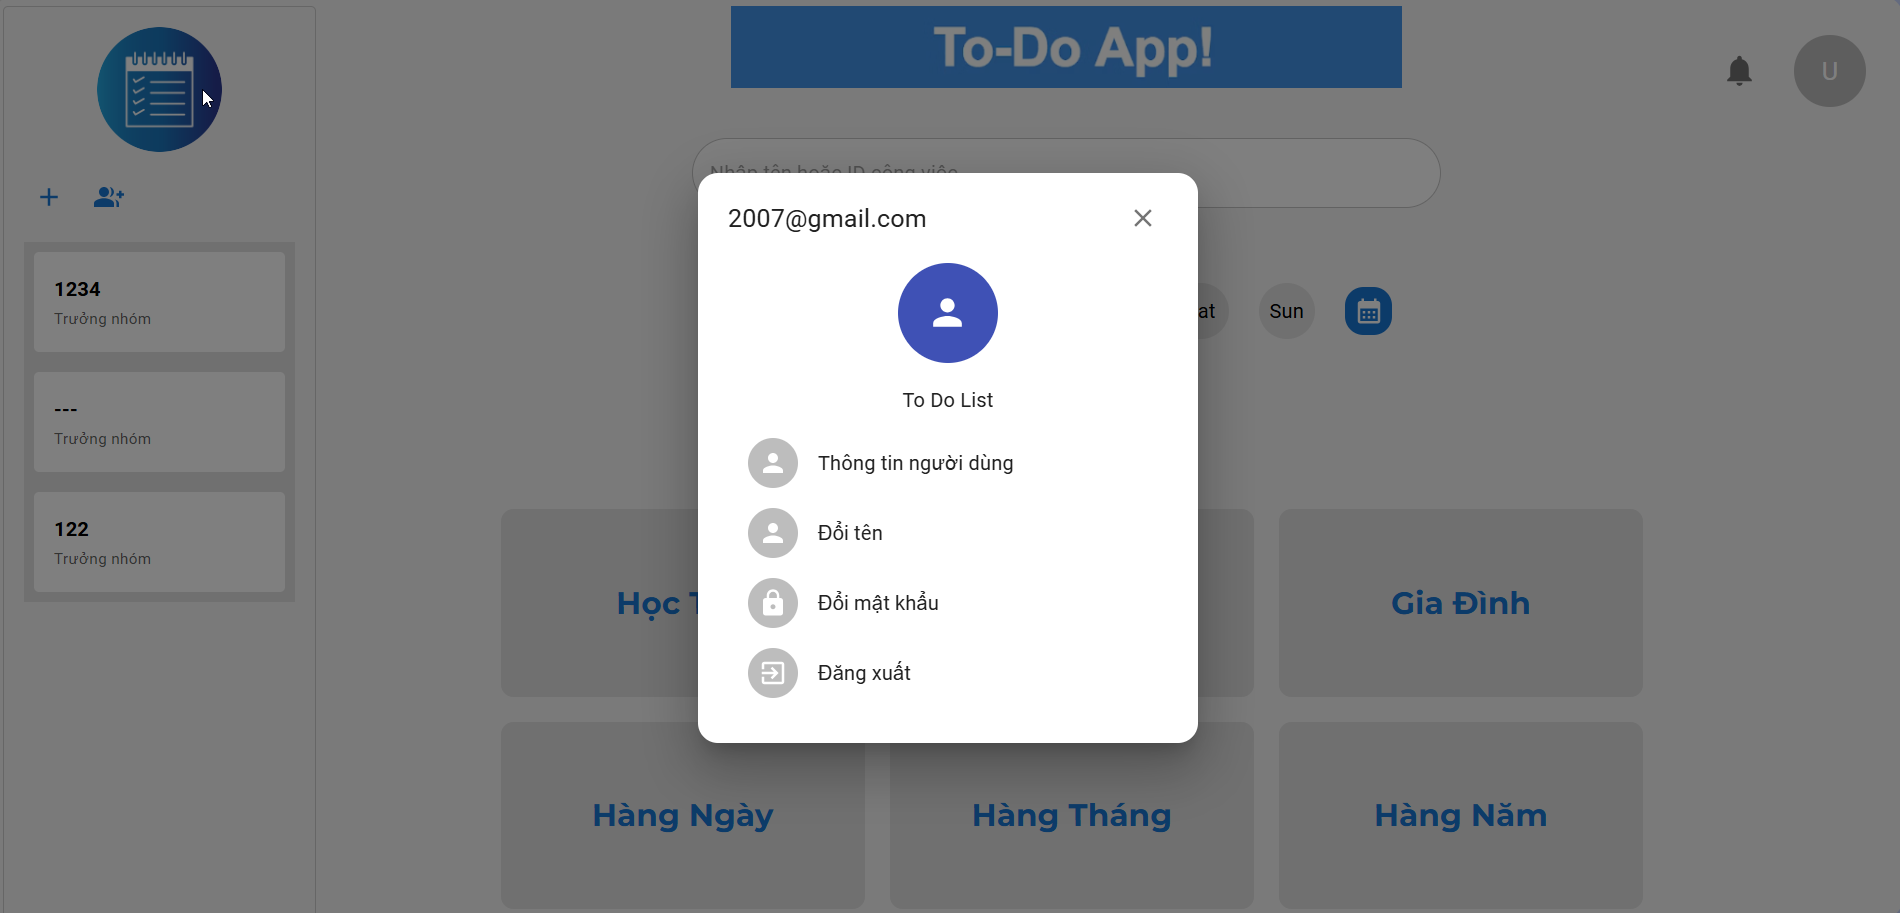 To-Do App!
U
Nhập tên hoặc ID công việc
1234
Trưởng nhóm
---
Trưởng nhóm
122
Trưởng nhóm
2007@gmail.com
To Do List
Thông tin người dùng
Đổi tên
Đổi mật khẩu
Đăng xuất
at
Sun
Học T
Gia Đình
Hàng Ngày
Hàng Tháng
Hàng Năm